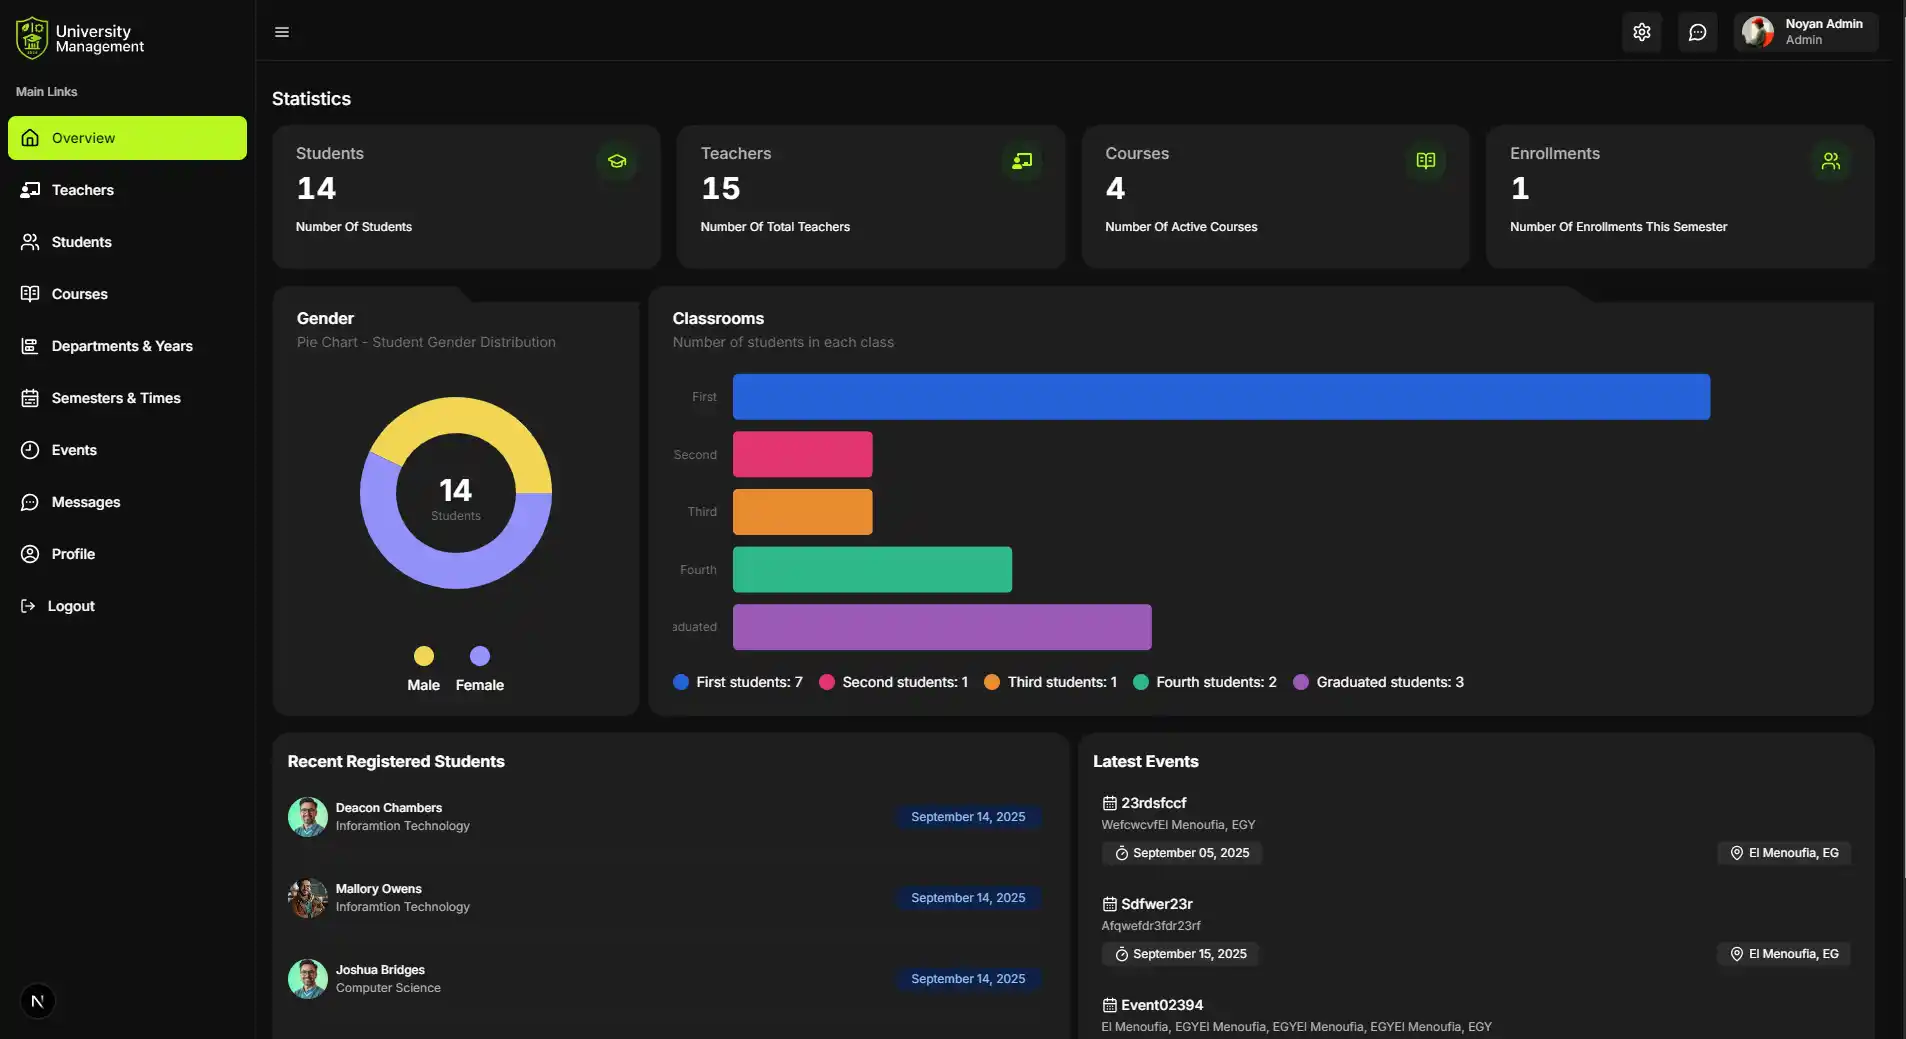 University
Management
Main Links
Overview
Teachers
Students
Courses
Departments & Years
Semesters & Times
Events
Messages
Profile
Logout
N
Noyan Admin
Admin
Statistics
Students
14
Number Of Students
Teachers
15
Number Of Total Teachers
Courses
4
Number Of Active Courses
Enrollments
1
Number Of Enrollments This Semester
Gender
Pie Chart - Student Gender Distribution
14
Students
Male Female
Classrooms
Number of students in each class
First
Second
Third
Fourth
aduated
First students: 7 Second students: 1 Third students: 1 Fourth students: 2 Graduated students: 3
Recent Registered Students
Deacon Chambers
Inforamtion Technology
September 14, 2025
Mallory Owens
Inforamtion Technology
September 14, 2025
Joshua Bridges
Computer Science
September 14, 2025
Latest Events
23rdsfccf
WefcwcvfEl Menoufia, EGY
September 05, 2025 El Menoufia, EG
Sdfwer23r
Afqwefdr3fdr23rf
September 15, 2025 El Menoufia, EG
Event02394
El Menoufia, EGYEl Menoufia, EGYEl Menoufia, EGYEl Menoufia, EGY